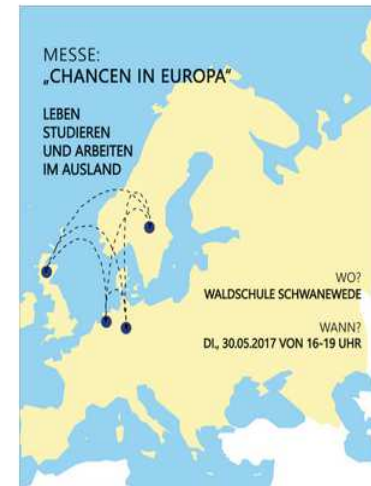 MESSE:
„CHANCEN IN EUROPA“
LEBEN
STUDIEREN
UND ARBEITEN
IM AUSLAND
WO?
WALDSCHULE SCHWANEWEDE
WANN?
DI., 30.05.2017 VON 16-19 UHR